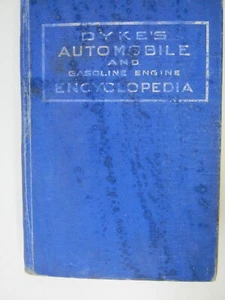 DYKE'S
AUTOMOBILE
AND
GASOLINE ENGINE
ENCYCLOPEDIA